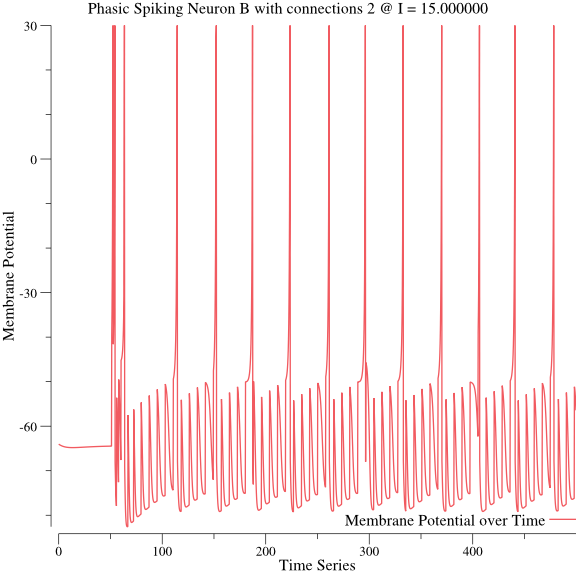 Phasic Spiking Neuron B with connections 2 @ I = 15.000000
30
0
-30
-60
Membrane Potential
Membrane Potential over Time
0
100
200
300
400
Time Series